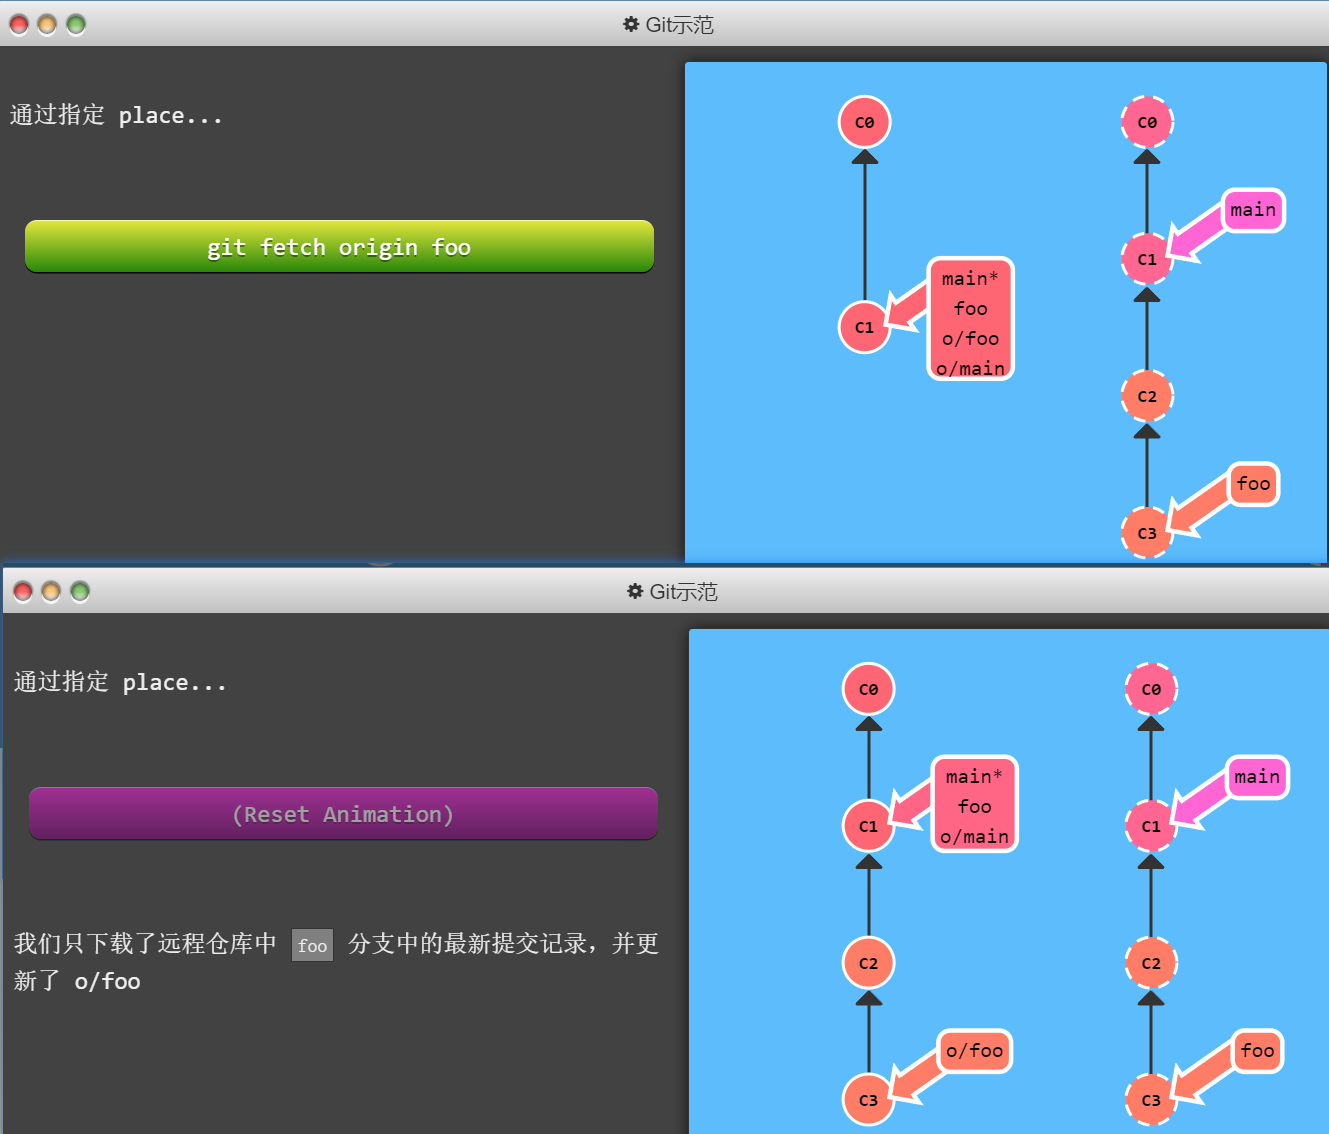 Git示范
通过指定 place...
git fetch origin foo
C0
C1
main*
foo
o/foo
o/main
C0
main
C1
C2
foo
C3
Git示范
通过指定 place...
(Reset Animation)
我们只下载了远程仓库中 foo 分支中的最新提交记录，并更
新了 o/foo
C0
main*
foo
o/main
C1
C2
o/foo
C3
C0
main
C1
C2
foo
C3